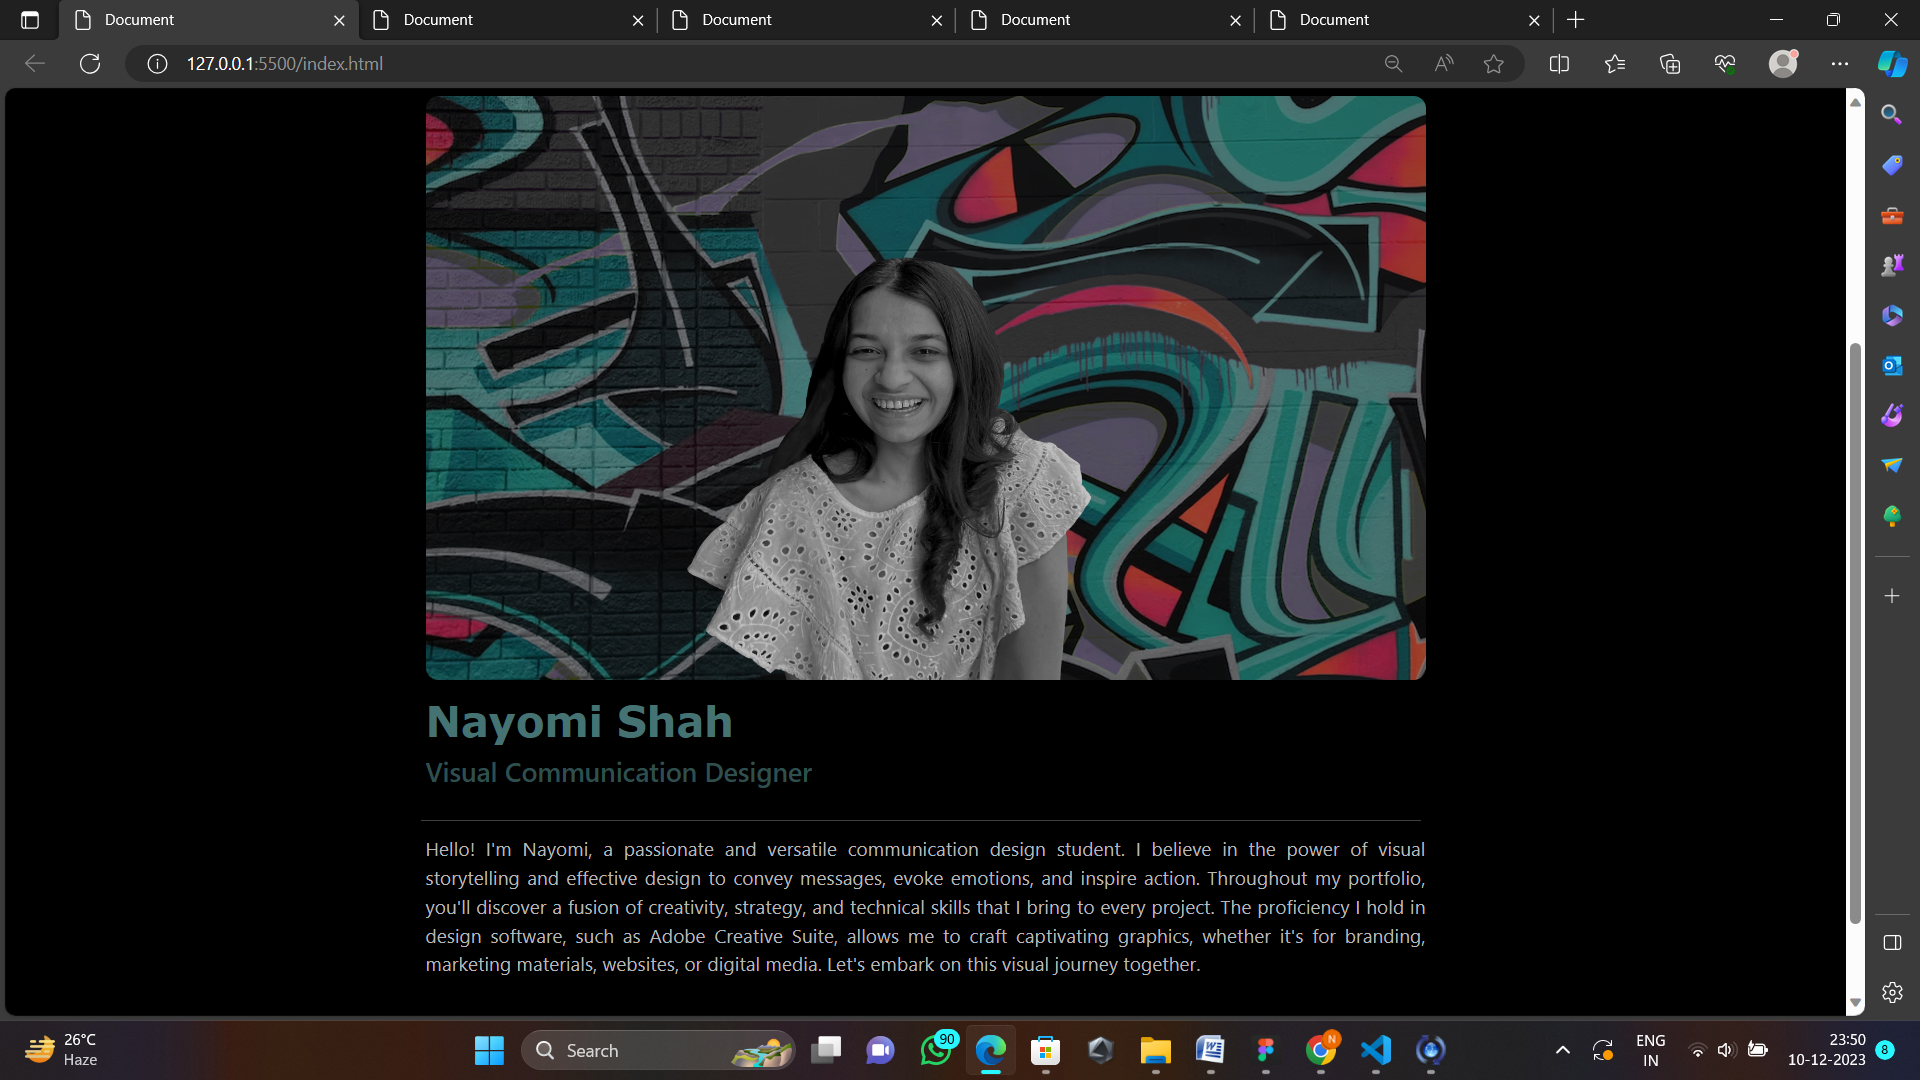 Document
Document
Document
Document
Document
127.0.0.1:5500/index.html
Nayomi Shah
Visual Communication Designer
Hello! I'm Nayomi, a passionate and versatile communication design student. I believe in the power of visual
storytelling and effective design to convey messages, evoke emotions, and inspire action. Throughout my portfolio,
you'll discover a fusion of creativity, strategy, and technical skills that I bring to every project. The proficiency I hold in
design software, such as Adobe Creative Suite, allows me to craft captivating graphics, whether it's for branding,
marketing materials, websites, or digital media. Let's embark on this visual journey together.
26°C
Haze
Search
90
N
ENG
IN
23:50
10-12-2023
8